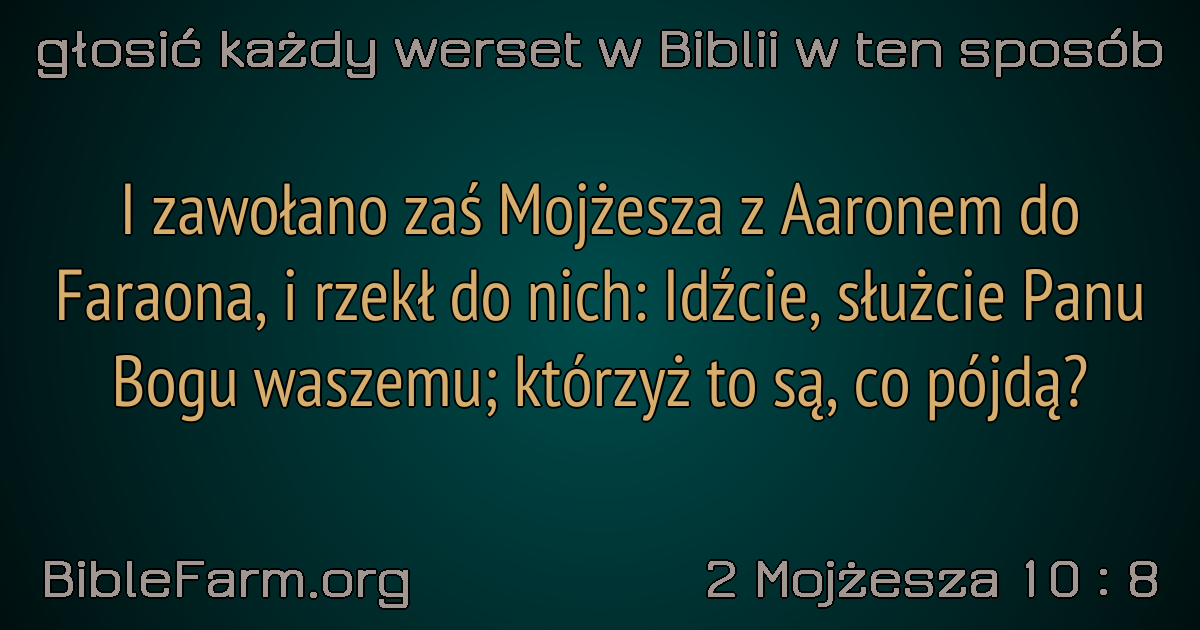 głosić każdy werset w Biblii w ten sposób
I zawołano zaś Mojżesza z Aaronem do
Faraona, i rzekł do nich: Idźcie, służcie Panu
Bogu waszemu; którzyż to są, co pójdą?
BibleFarm.org
2 Mojżesza 10 : 8